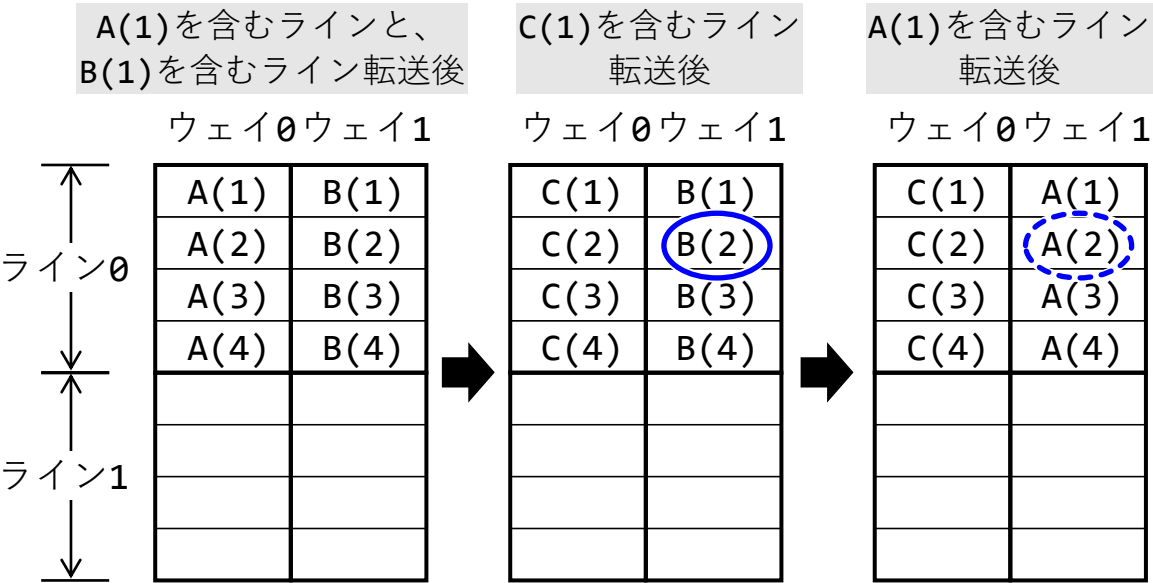 A(1)を含むラインと、
B(1)を含むライン転送後
C(1)を含むライン
転送後
A(1)を含むライン
転送後
ウェイ0 ウェイ1
ウェイ0 ウェイ1
ウェイ0 ウェイ1
ライン0
A(1) B(1)
A(2) B(2)
A(3) B(3)
A(4) B(4)
C(1) B(1)
C(2) B(2)
C(3) B(3)
C(4) B(4)
C(1) A(1)
C(2) A(2)
C(3) A(3)
C(4) A(4)
ライン1